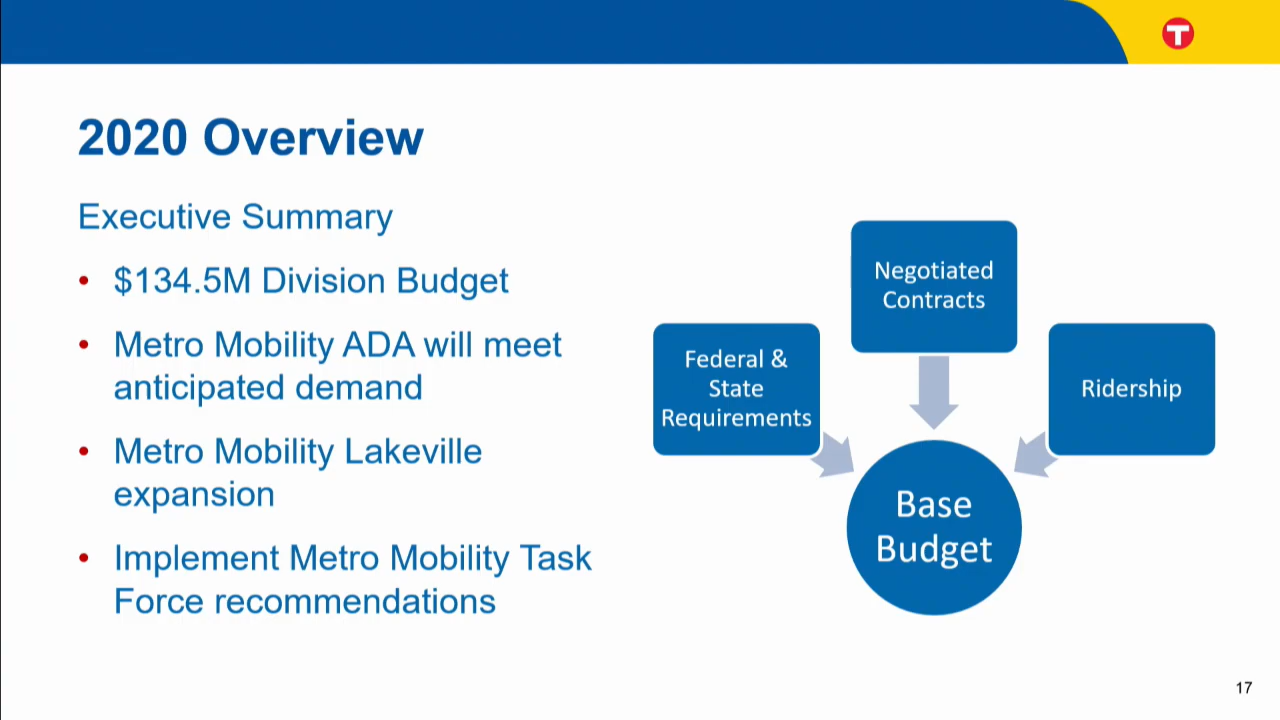 T
2020 Overview
Executive Summary
• $134.5M Division Budget
• Metro Mobility ADA will meet
anticipated demand
• Metro Mobility Lakeville
expansion
• Implement Metro Mobility Task
Force recommendations
Negotiated
Contracts
Federal &
State
Requirements
Ridership
Base
Budget
17